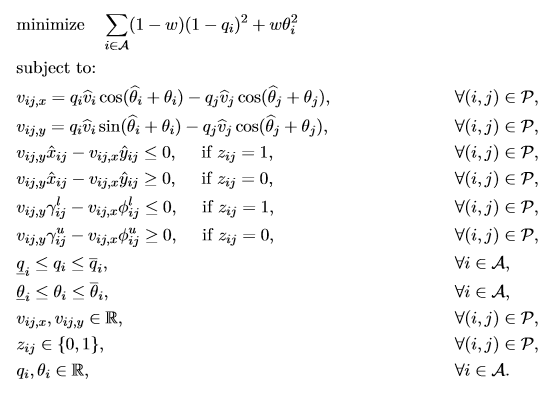 minimize ∑_{i∈𝒜} (1 − w)(1 − q_i)² + wθ_i²
subject to:
v_{ij,x} = q_i v̂_i cos(θ̂_i + θ_i) − q_j v̂_j cos(θ̂_j + θ_j), ∀(i, j) ∈ 𝒫,
v_{ij,y} = q_i v̂_i sin(θ̂_i + θ_i) − q_j v̂_j cos(θ̂_j + θ_j), ∀(i, j) ∈ 𝒫,
v_{ij,y} x̂_{ij} − v_{ij,x} ŷ_{ij} ≤ 0, if z_{ij} = 1, ∀(i, j) ∈ 𝒫,
v_{ij,y} x̂_{ij} − v_{ij,x} ŷ_{ij} ≥ 0, if z_{ij} = 0, ∀(i, j) ∈ 𝒫,
v_{ij,y} γ^l_{ij} − v_{ij,x} ϕ^l_{ij} ≤ 0, if z_{ij} = 1, ∀(i, j) ∈ 𝒫,
v_{ij,y} γ^u_{ij} − v_{ij,x} ϕ^u_{ij} ≥ 0, if z_{ij} = 0, ∀(i, j) ∈ 𝒫,
q̲_i ≤ q_i ≤ q̅_i, ∀i ∈ 𝒜,
θ̲_i ≤ θ_i ≤ θ̅_i, ∀i ∈ 𝒜,
v_{ij,x}, v_{ij,y} ∈ ℝ, ∀(i, j) ∈ 𝒫,
z_{ij} ∈ {0, 1}, ∀(i, j) ∈ 𝒫,
q_i, θ_i ∈ ℝ, ∀i ∈ 𝒜.